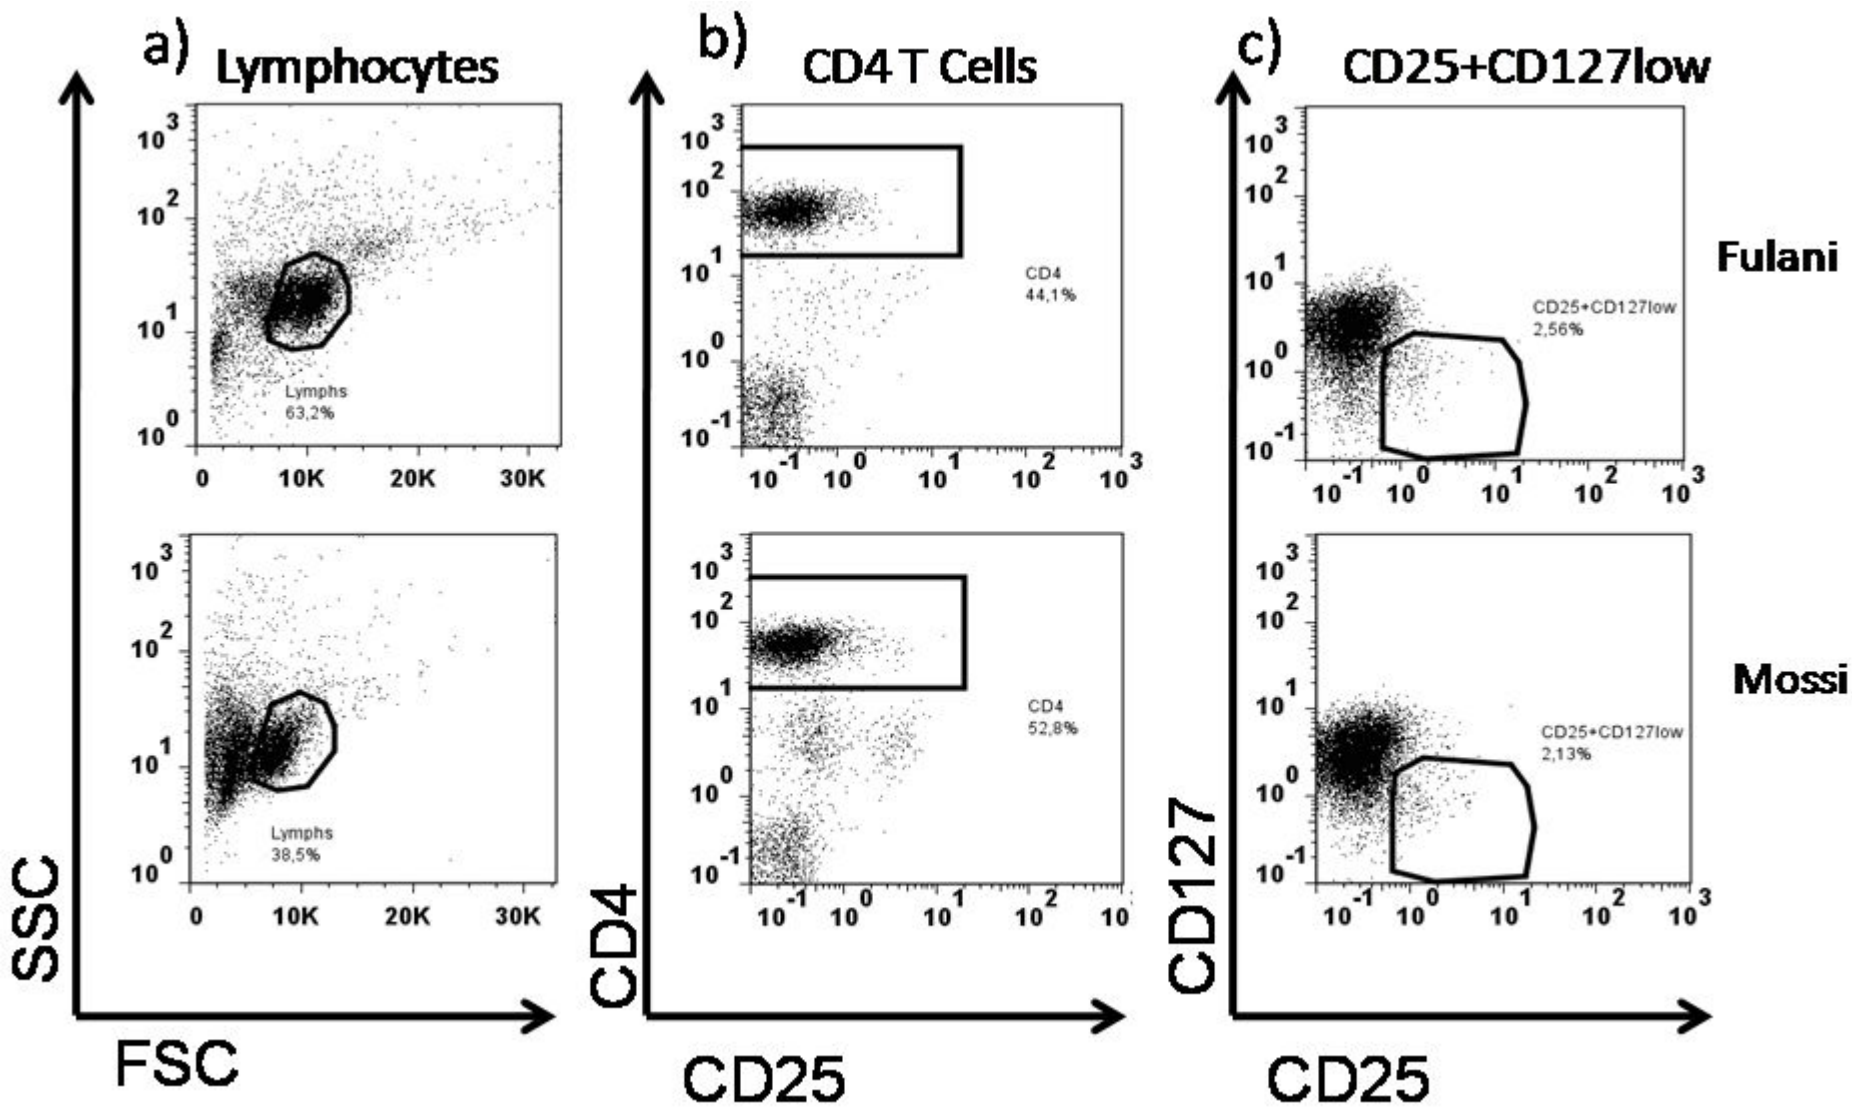 a)
Lymphocytes
b)
CD4 T Cells
c)
CD25+CD127low
10^3
10^2
10^1
10^0
Lymphs
63,2%
0 10K 20K 30K
10^3
10^2
10^1
10^0
10^-1
CD4
44,1%
10^-1 10^0 10^1 10^2 10^3
10^3
10^2
10^1
10^0
10^-1
CD25+CD127low
2,56%
10^-1 10^0 10^1 10^2 10^3
Fulani
10^3
10^2
10^1
10^0
Lymphs
38,5%
0 10K 20K 30K
10^3
10^2
10^1
10^0
10^-1
CD4
52,8%
10^-1 10^0 10^1 10^2 10
10^3
10^2
10^1
10^0
10^-1
CD25+CD127low
2,13%
10^-1 10^0 10^1 10^2 10^3
Mossi
SSC
FSC
CD4
CD25
CD127
CD25